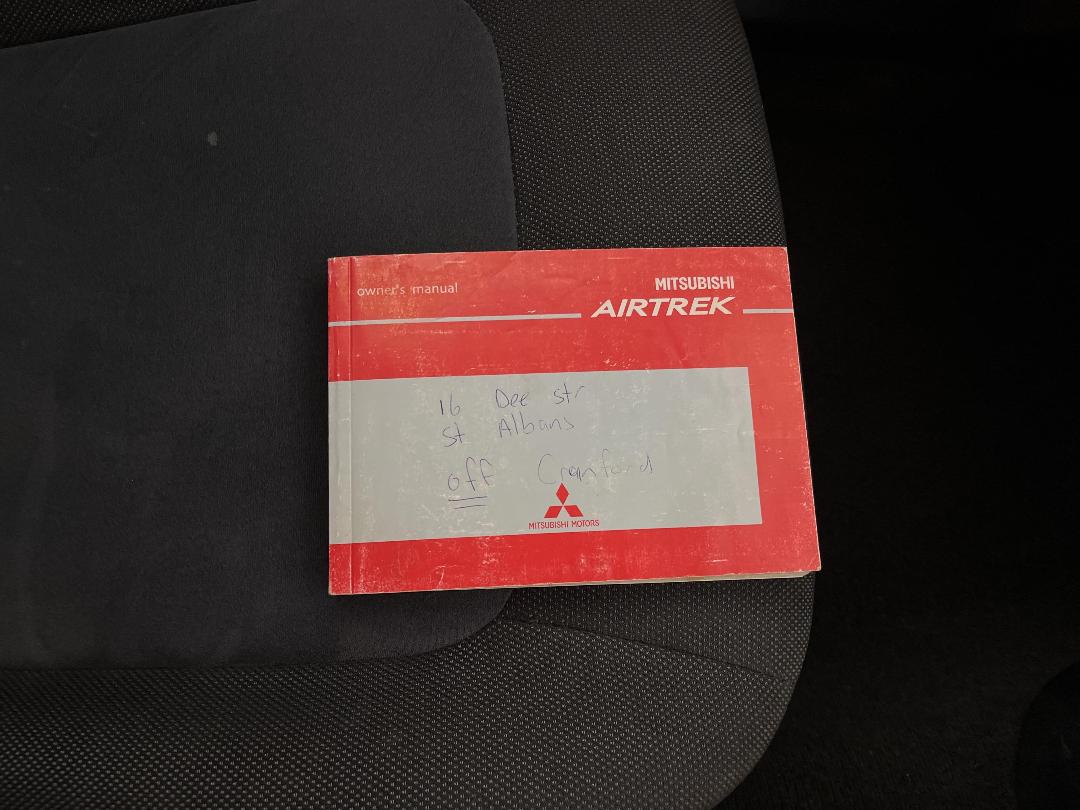 owner's manual
MITSUBISHI
AIRTREK
16 Dee str
St Albans
off Cranford
MITSUBISHI MOTORS